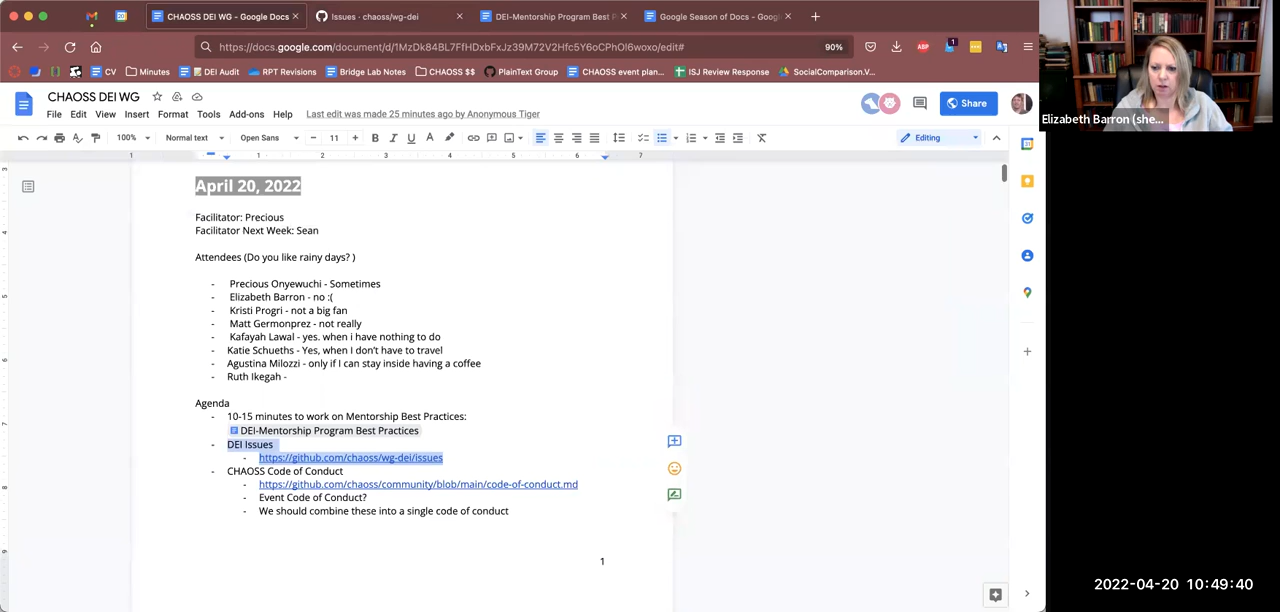 CHAOSS DEI WG - Google Docs
Issues · chaoss/wg-dei
DEI-Mentorship Program Best P
Google Season of Docs - Goog
https://docs.google.com/document/d/1MzDk84BL7FfHDxbFxJz39M72V2Hfc5Y6oCPhOl6woxo/edit#
90%
ABP
1
CV
Minutes
DEI Audit
RPT Revisions
Bridge Lab Notes
CHAOSS $$
PlainText Group
CHAOSS event plan...
ISJ Review Response
SocialComparison.V...
CHAOSS DEI WG
File Edit View Insert Format Tools Add-ons Help
Last edit was made 25 minutes ago by Anonymous Tiger
Share
100%
Normal text
Open Sans
- 11 +
B I U A
Editing
1 1 2 3 4 5 6 7
April 20, 2022
Facilitator: Precious
Facilitator Next Week: Sean
Attendees (Do you like rainy days? )
- Precious Onyewuchi - Sometimes
- Elizabeth Barron - no :(
- Kristi Progri - not a big fan
- Matt Germonprez - not really
- Kafayah Lawal - yes. when i have nothing to do
- Katie Schueths - Yes, when I don't have to travel
- Agustina Milozzi - only if I can stay inside having a coffee
- Ruth Ikegah -
Agenda
- 10-15 minutes to work on Mentorship Best Practices:
DEI-Mentorship Program Best Practices
- DEI Issues
- https://github.com/chaoss/wg-dei/issues
- CHAOSS Code of Conduct
- https://github.com/chaoss/community/blob/main/code-of-conduct.md
- Event Code of Conduct?
- We should combine these into a single code of conduct
1
Elizabeth Barron (she...
2022-04-20 10:49:40